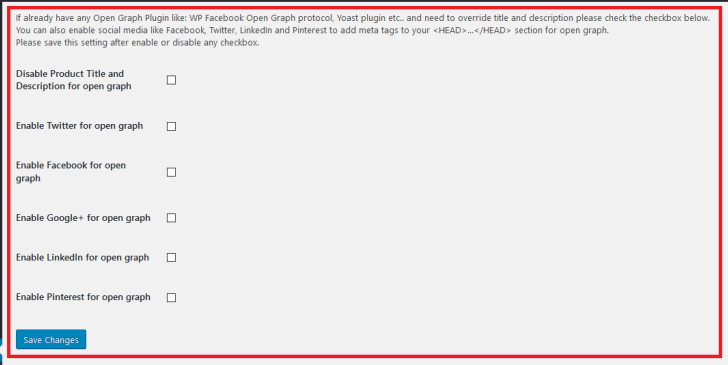 If already have any Open Graph Plugin like: WP Facebook Open Graph protocol, Yoast plugin etc.. and need to override title and description please check the checkbox below.
You can also enable social media like Facebook, Twitter, LinkedIn and Pinterest to add meta tags to your <HEAD>...</HEAD> section for open graph.
Please save this setting after enable or disable any checkbox.
Disable Product Title and
Description for open graph
Enable Twitter for open graph
Enable Facebook for open
graph
Enable Google+ for open graph
Enable LinkedIn for open graph
Enable Pinterest for open graph
Save Changes